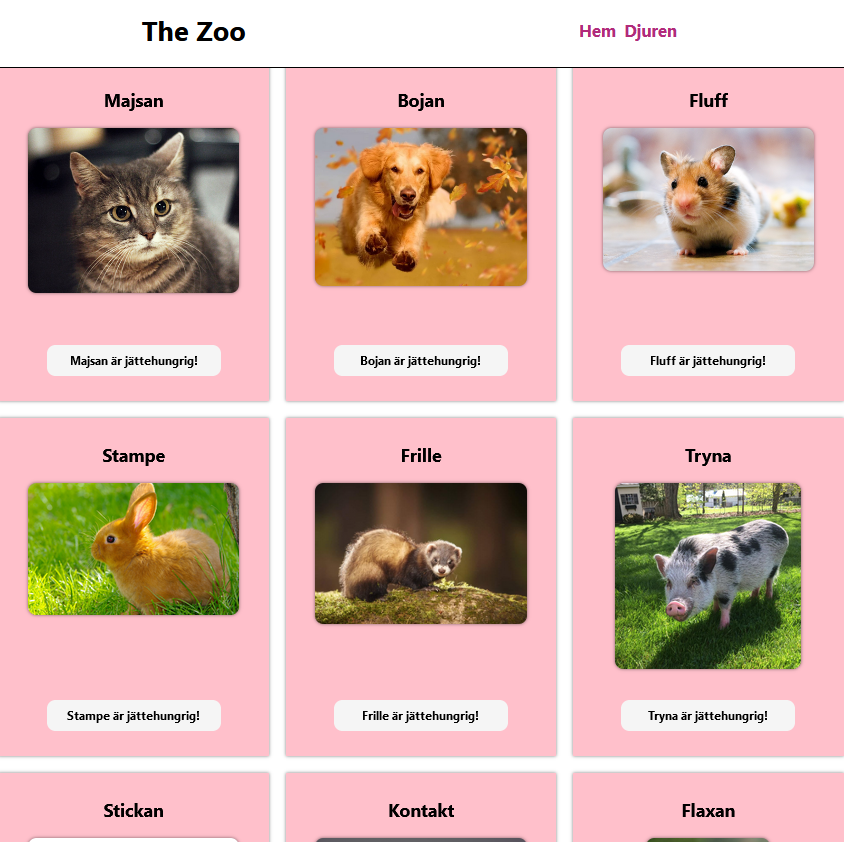 The Zoo
Hem Djuren
Majsan
Bojan
Fluff
Majsan är jättehungrig!
Bojan är jättehungrig!
Fluff är jättehungrig!
Stampe
Frille
Tryna
Stampe är jättehungrig!
Frille är jättehungrig!
Tryna är jättehungrig!
Stickan
Kontakt
Flaxan